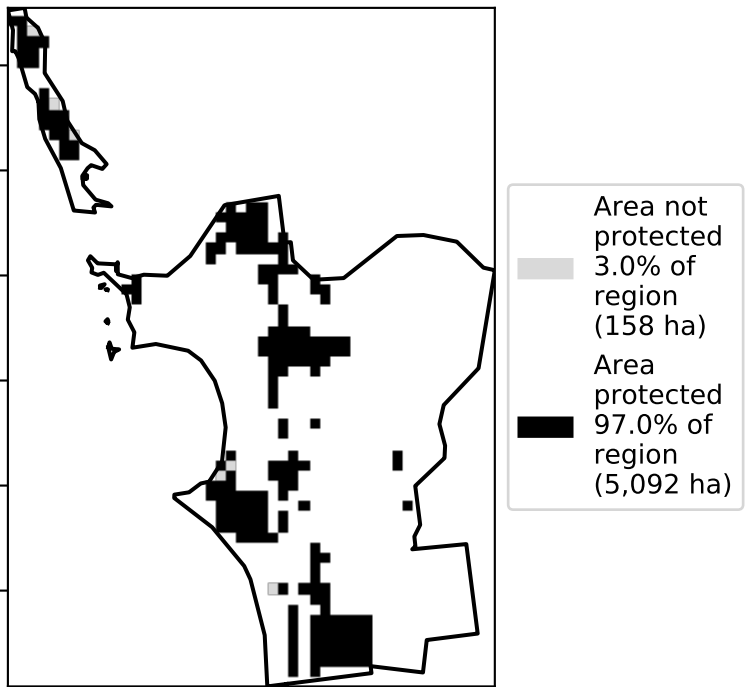 Area not
protected
3.0% of
region
(158 ha)
Area
protected
97.0% of
region
(5,092 ha)